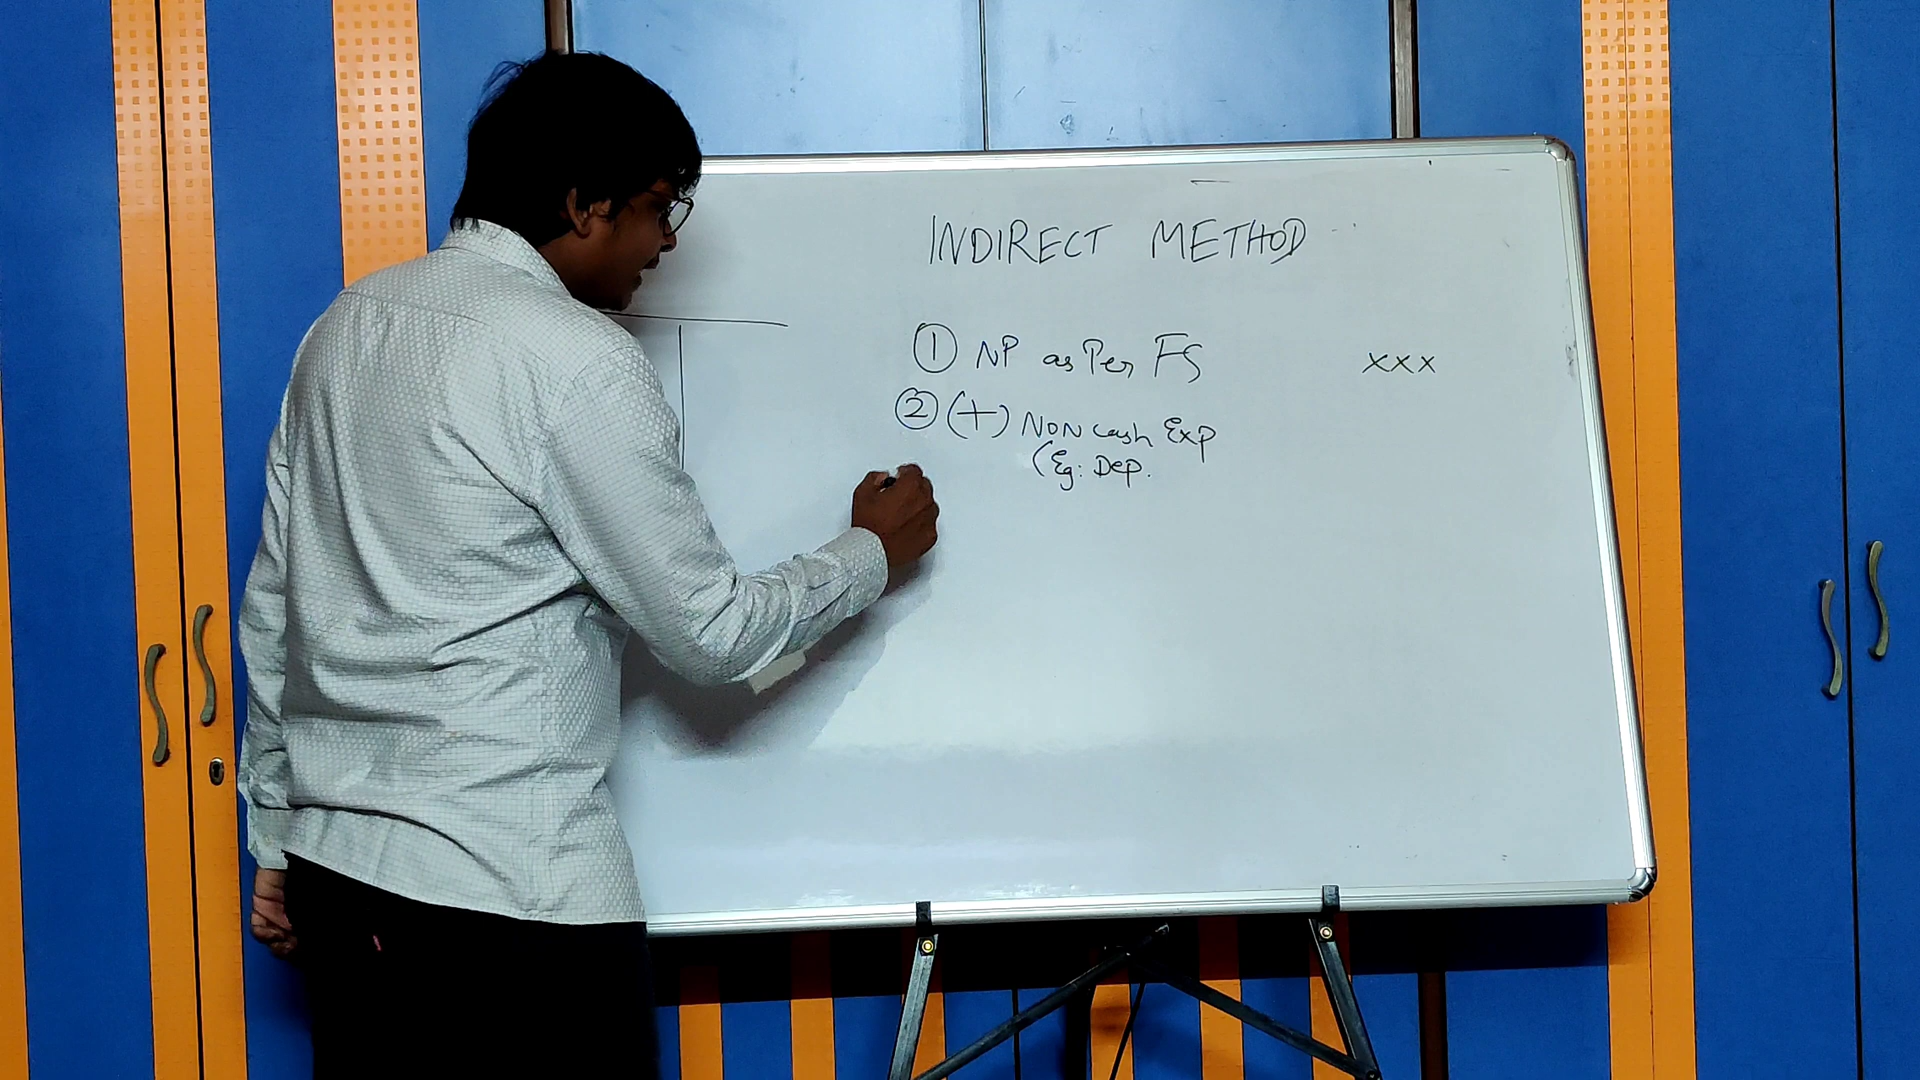 INDIRECT METHOD
① NP as Per FS xxx
② (+) NON cash Exp
(Eg: Dep.